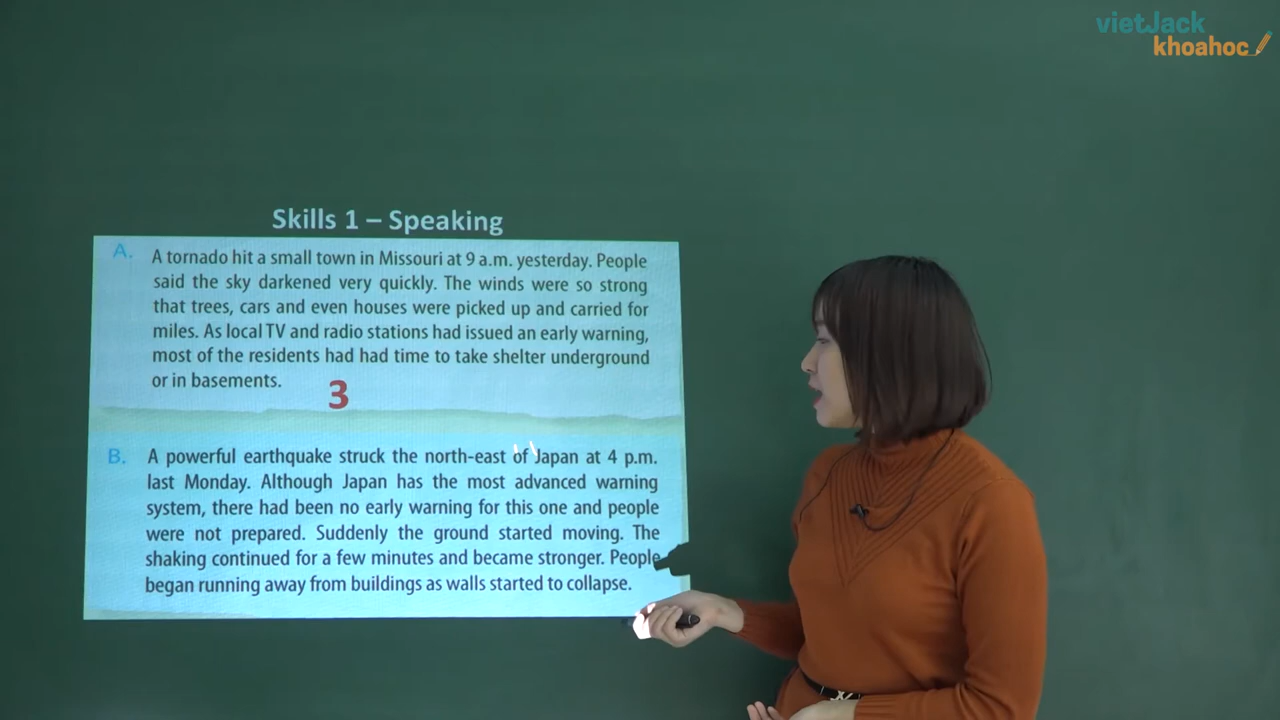 vietJack
khoahoc
Skills 1 – Speaking
A. A tornado hit a small town in Missouri at 9 a.m. yesterday. People
said the sky darkened very quickly. The winds were so strong
that trees, cars and even houses were picked up and carried for
miles. As local TV and radio stations had issued an early warning,
most of the residents had had time to take shelter underground
or in basements.
3
B. A powerful earthquake struck the north-east of Japan at 4 p.m.
last Monday. Although Japan has the most advanced warning
system, there had been no early warning for this one and people
were not prepared. Suddenly the ground started moving. The
shaking continued for a few minutes and became stronger. People
began running away from buildings as walls started to collapse.